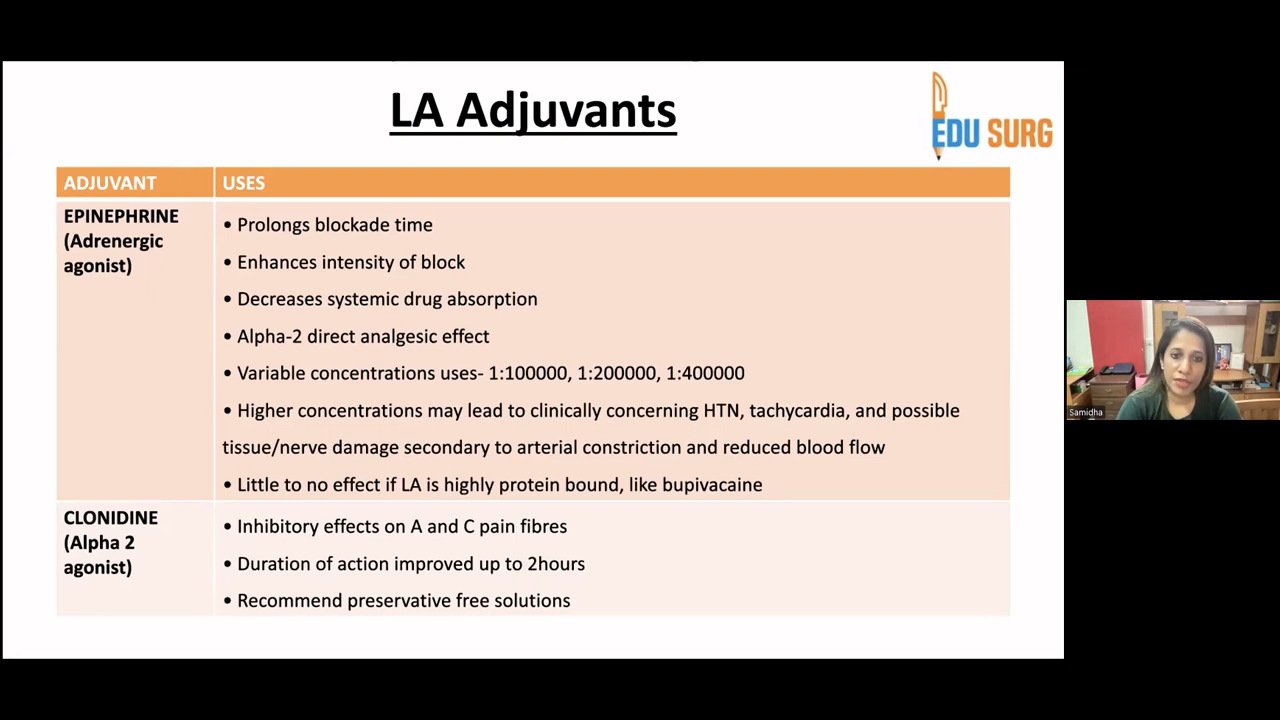 LA Adjuvants
EDU SURG
ADJUVANT
USES
EPINEPHRINE
(Adrenergic
agonist)
• Prolongs blockade time
• Enhances intensity of block
• Decreases systemic drug absorption
• Alpha-2 direct analgesic effect
• Variable concentrations uses- 1:100000, 1:200000, 1:400000
• Higher concentrations may lead to clinically concerning HTN, tachycardia, and possible
tissue/nerve damage secondary to arterial constriction and reduced blood flow
• Little to no effect if LA is highly protein bound, like bupivacaine
CLONIDINE
(Alpha 2
agonist)
• Inhibitory effects on A and C pain fibres
• Duration of action improved up to 2hours
• Recommend preservative free solutions
Samidha